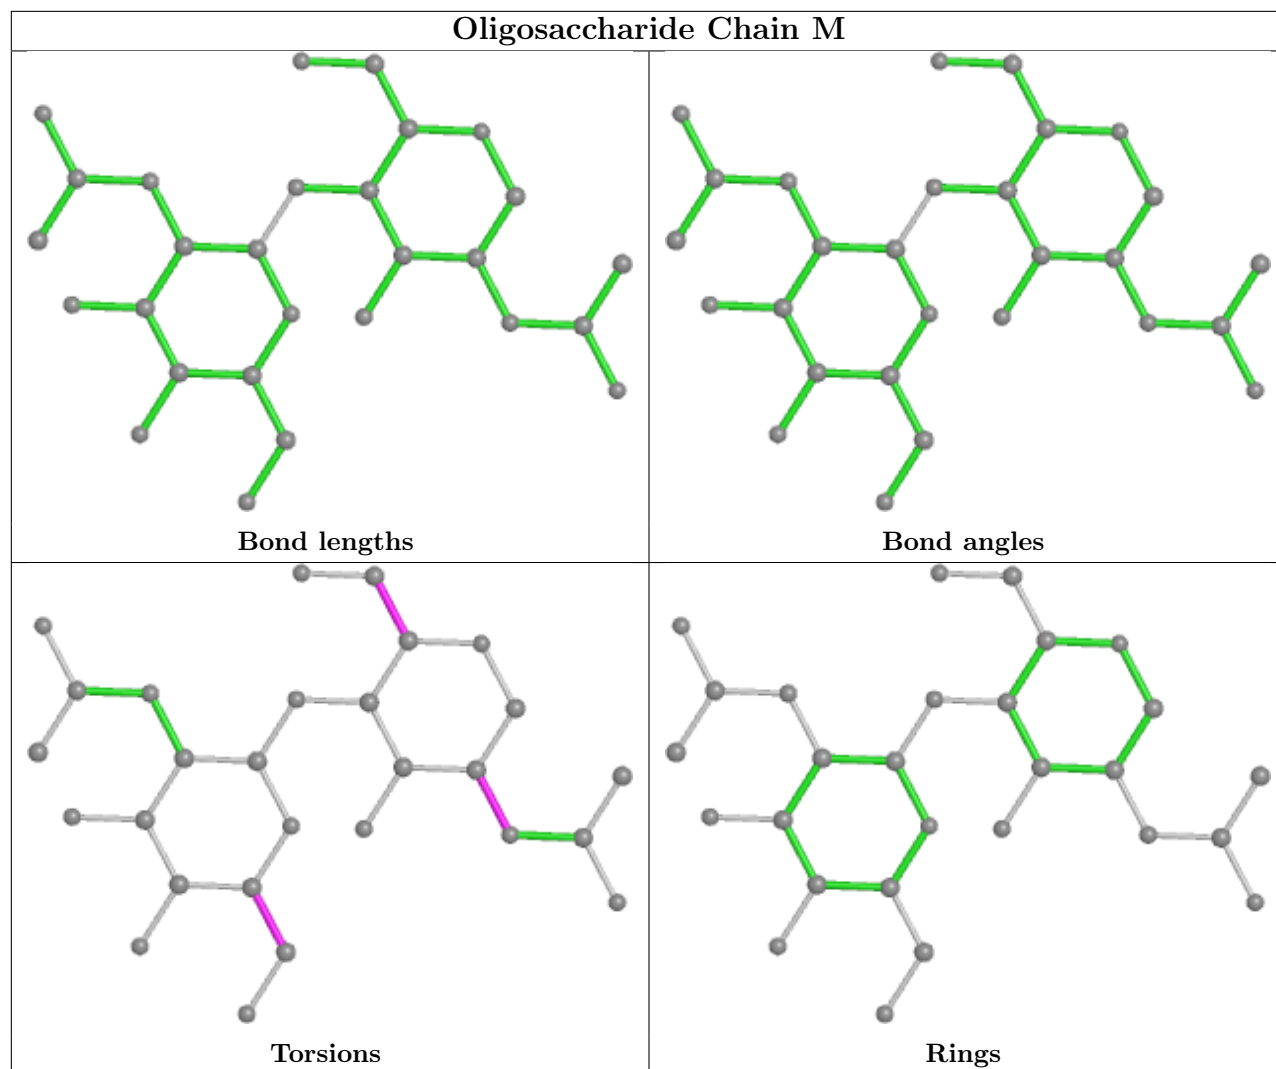 Oligosaccharide Chain M
Bond lengths
Bond angles
Torsions
Rings